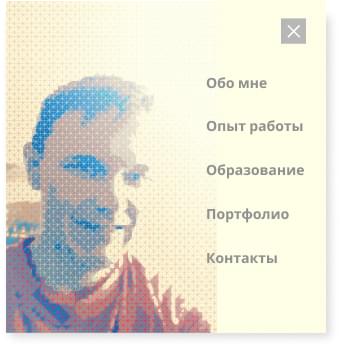 Обо мне
Опыт работы
Образование
Портфолио
Контакты